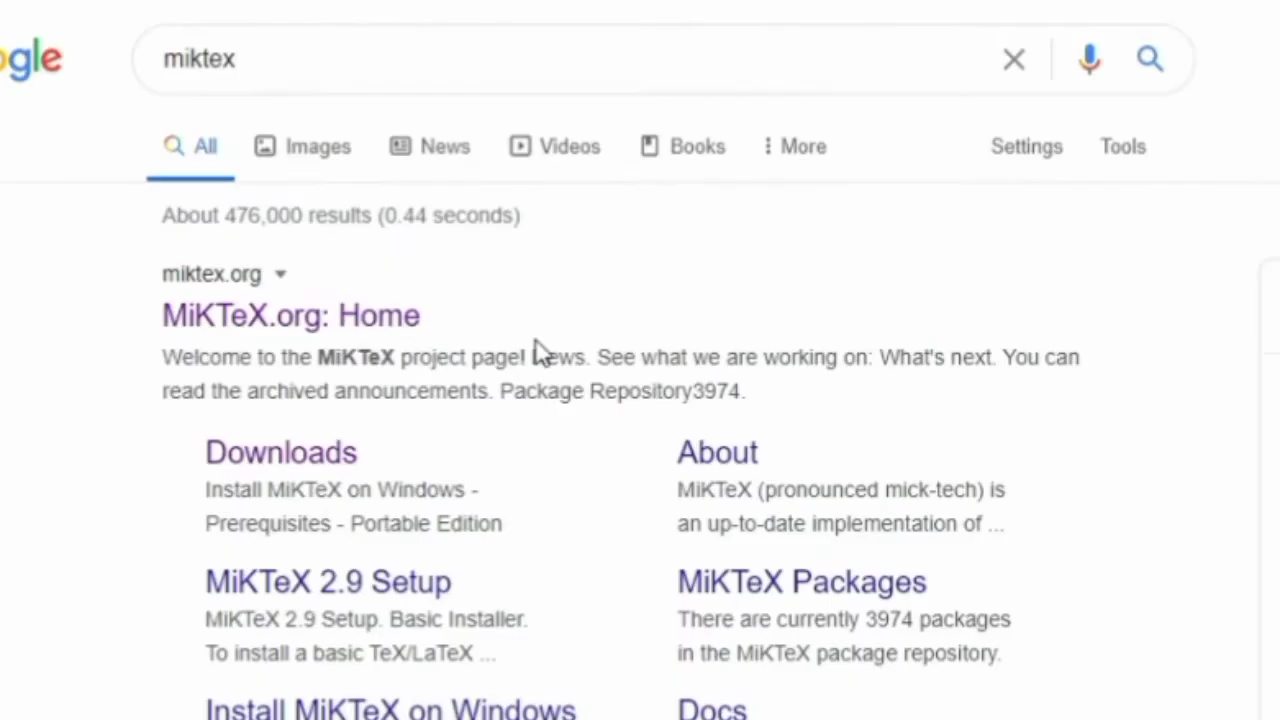 ogle
miktex
All Images News Videos Books More Settings Tools
About 476,000 results (0.44 seconds)
miktex.org
MiKTeX.org: Home
Welcome to the MiKTeX project page! News. See what we are working on: What's next. You can
read the archived announcements. Package Repository3974.
Downloads
Install MiKTeX on Windows -
Prerequisites - Portable Edition
About
MiKTeX (pronounced mick-tech) is
an up-to-date implementation of ...
MiKTeX 2.9 Setup
MiKTeX 2.9 Setup. Basic Installer.
To install a basic TeX/LaTeX ...
MiKTeX Packages
There are currently 3974 packages
in the MiKTeX package repository.
Install MiKTeX on Windows
Docs